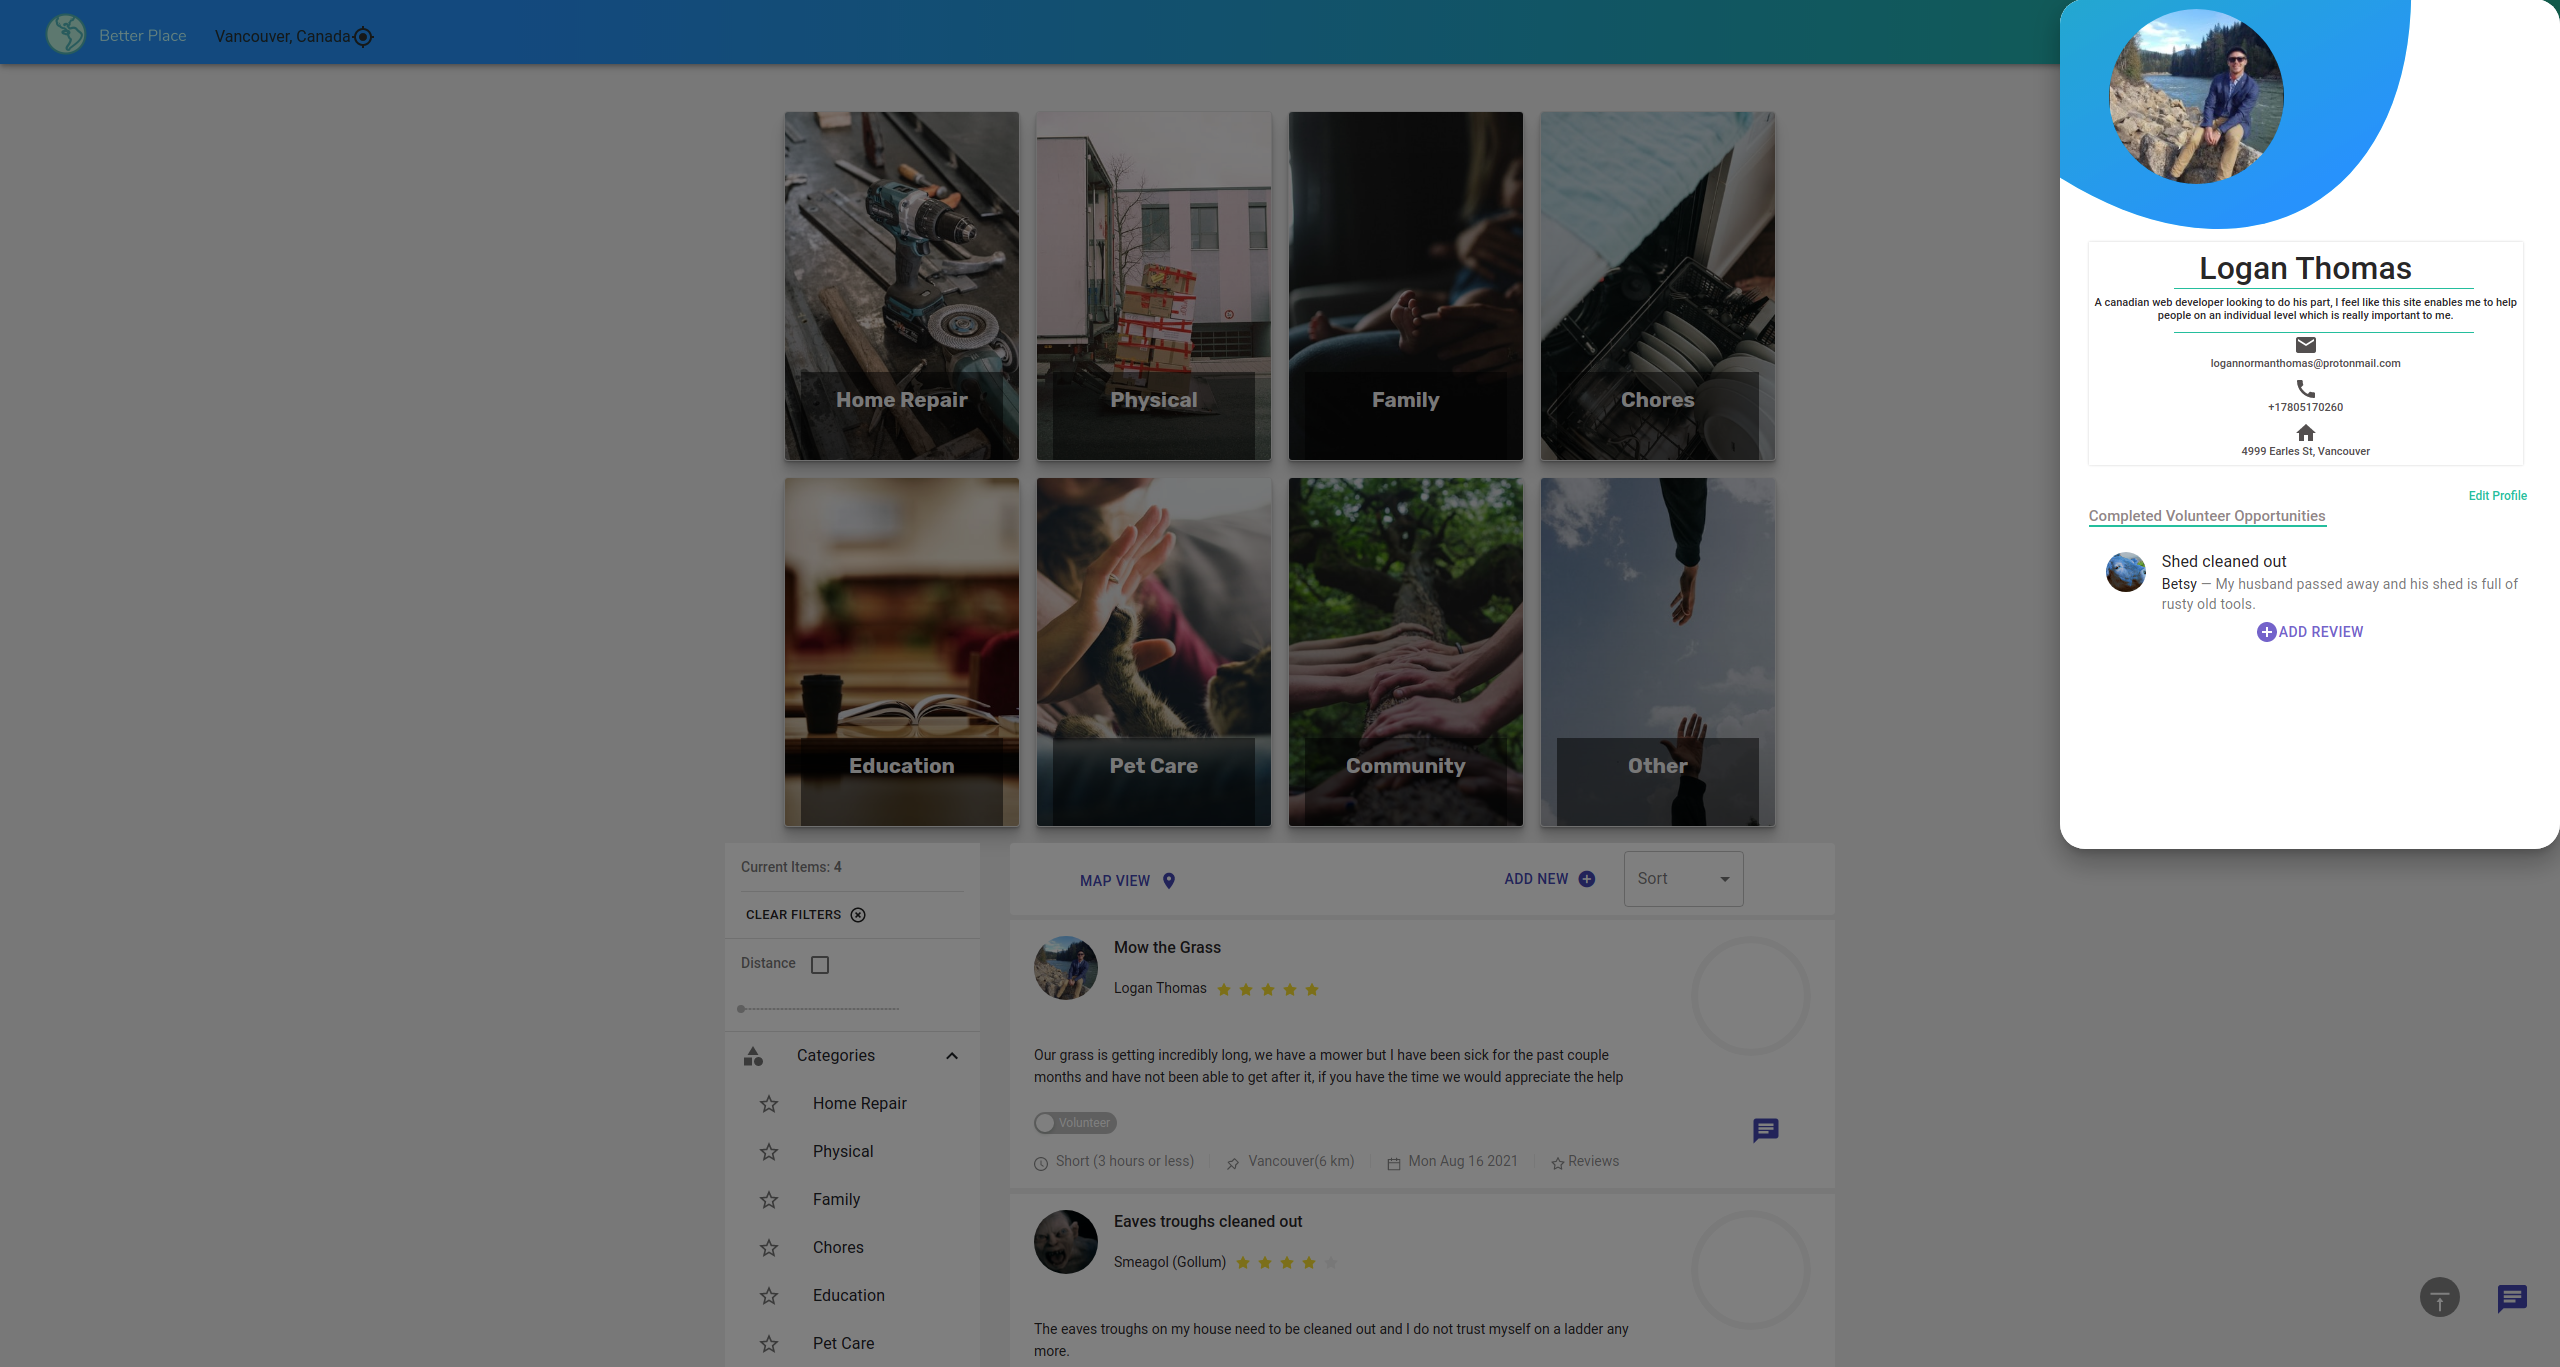 Better Place
Vancouver, Canada
Home Repair
Physical
Family
Chores
Education
Pet Care
Community
Other
Current Items: 4
CLEAR FILTERS
Distance
Categories
Home Repair
Physical
Family
Chores
Education
Pet Care
MAP VIEW
ADD NEW
Sort
Mow the Grass
Logan Thomas
Our grass is getting incredibly long, we have a mower but I have been sick for the past couple
months and have not been able to get after it, if you have the time we would appreciate the help
Volunteer
Short (3 hours or less)
Vancouver(6 km)
Mon Aug 16 2021
Reviews
Eaves troughs cleaned out
Smeagol (Gollum)
The eaves troughs on my house need to be cleaned out and I do not trust myself on a ladder any
more.
Logan Thomas
A canadian web developer looking to do his part, I feel like this site enables me to help
people on an individual level which is really important to me.
logannormanthomas@protonmail.com
+17805170260
4999 Earles St, Vancouver
Edit Profile
Completed Volunteer Opportunities
Shed cleaned out
Betsy — My husband passed away and his shed is full of
rusty old tools.
ADD REVIEW